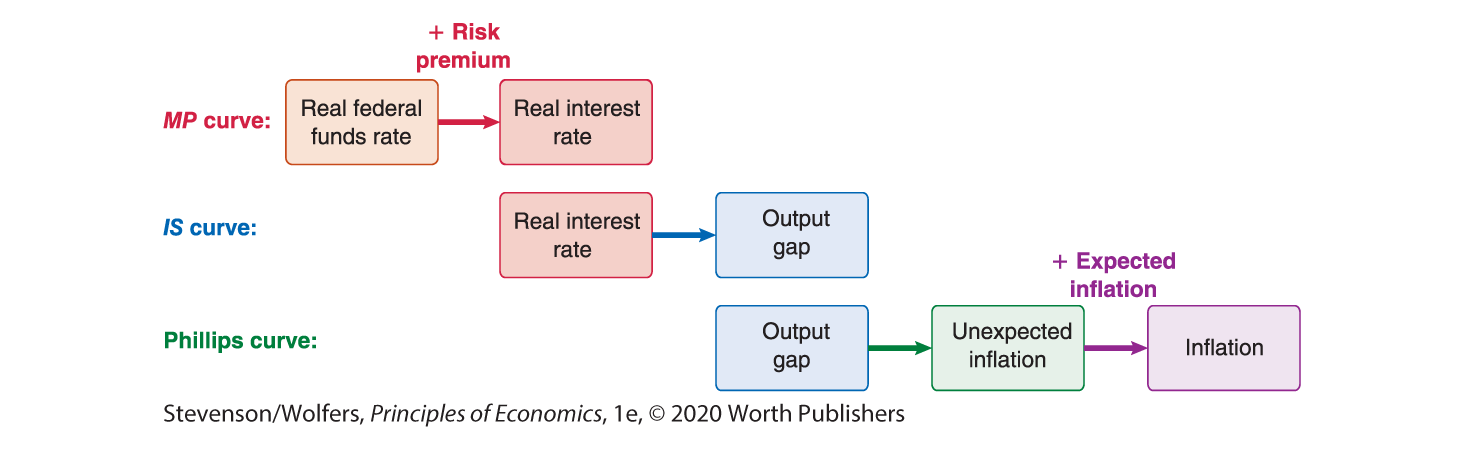 + Risk
premium
MP curve:
Real federal
funds rate
Real interest
rate
IS curve:
Real interest
rate
Output
gap
+ Expected
inflation
Phillips curve:
Output
gap
Unexpected
inflation
Inflation
Stevenson/Wolfers, Principles of Economics, 1e, © 2020 Worth Publishers